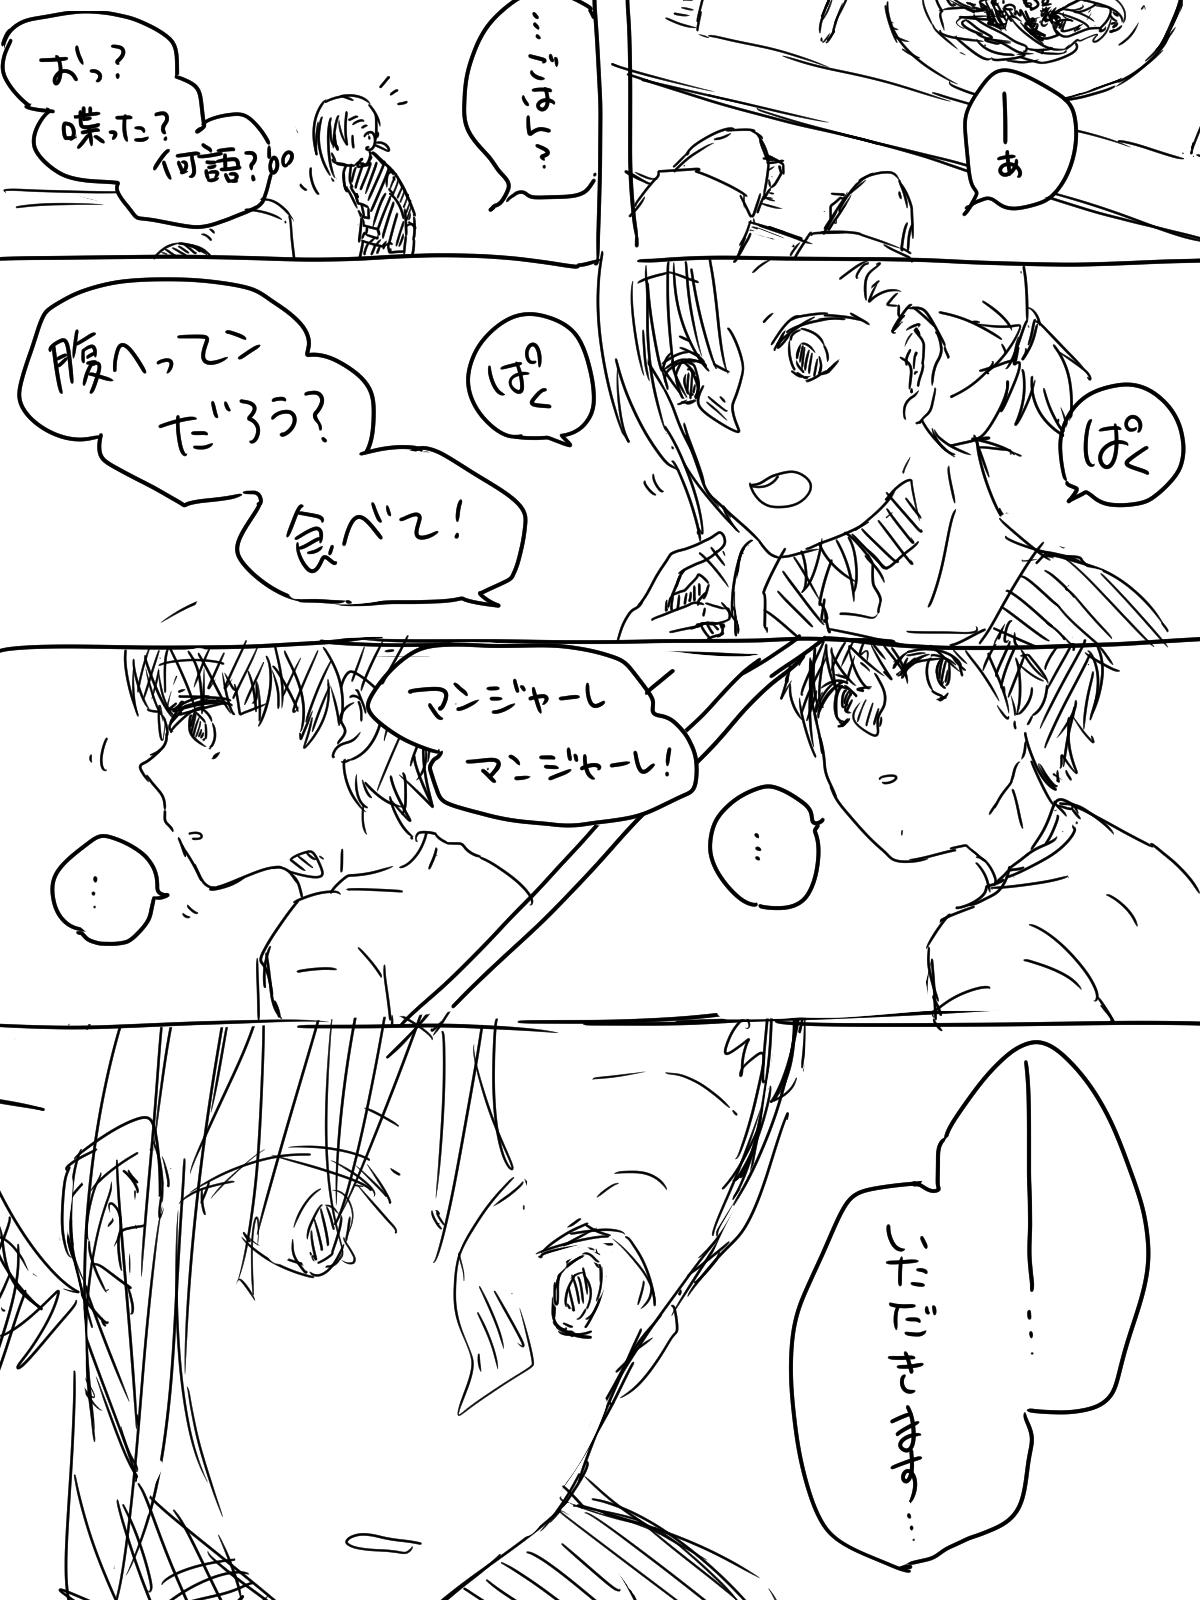 ーあ
…ごはん？
おっ？
喋った？
何語？
ぱく
ぱく
腹へってン
だろう？
食べて！
…
マンジャーレ
マンジャーレ！
…
―…
いただきます…